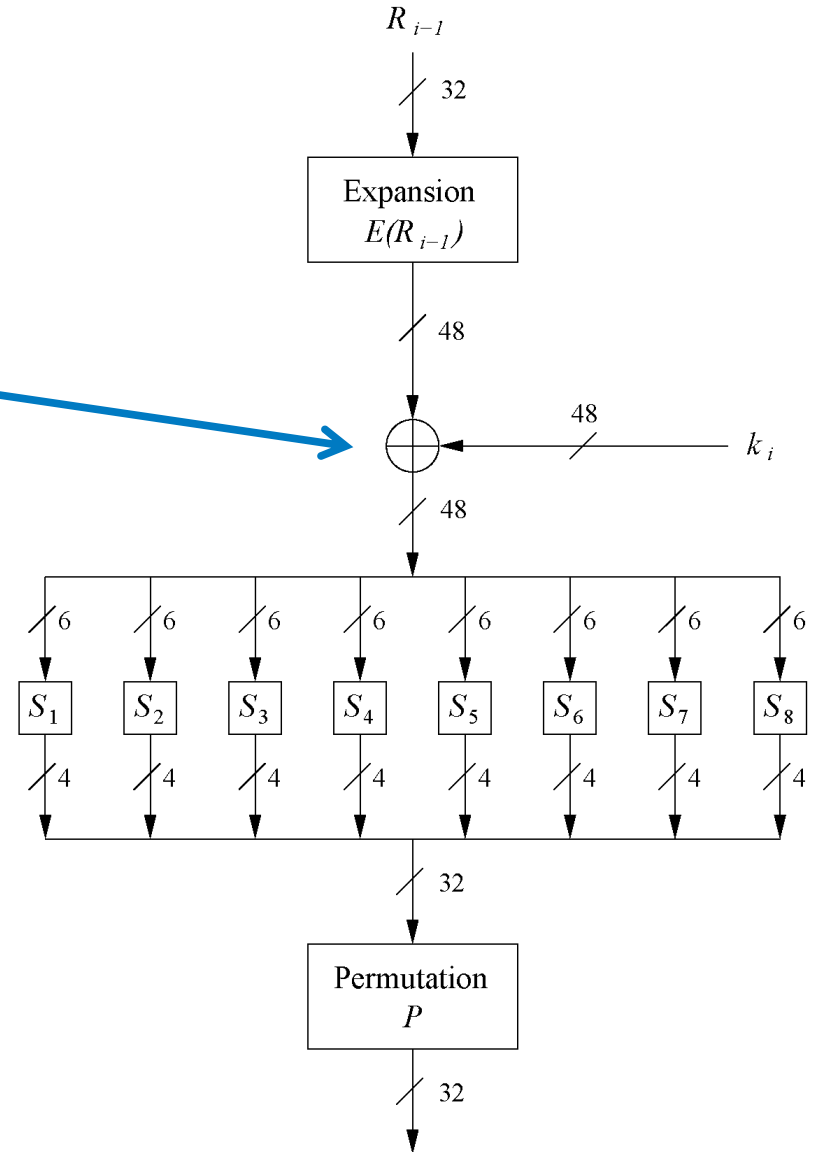 R i−1
32
Expansion
E(R i−1)
48
48
k i
48
6 6 6 6 6 6 6 6
S1 S2 S3 S4 S5 S6 S7 S8
4 4 4 4 4 4 4 4
32
Permutation
P
32